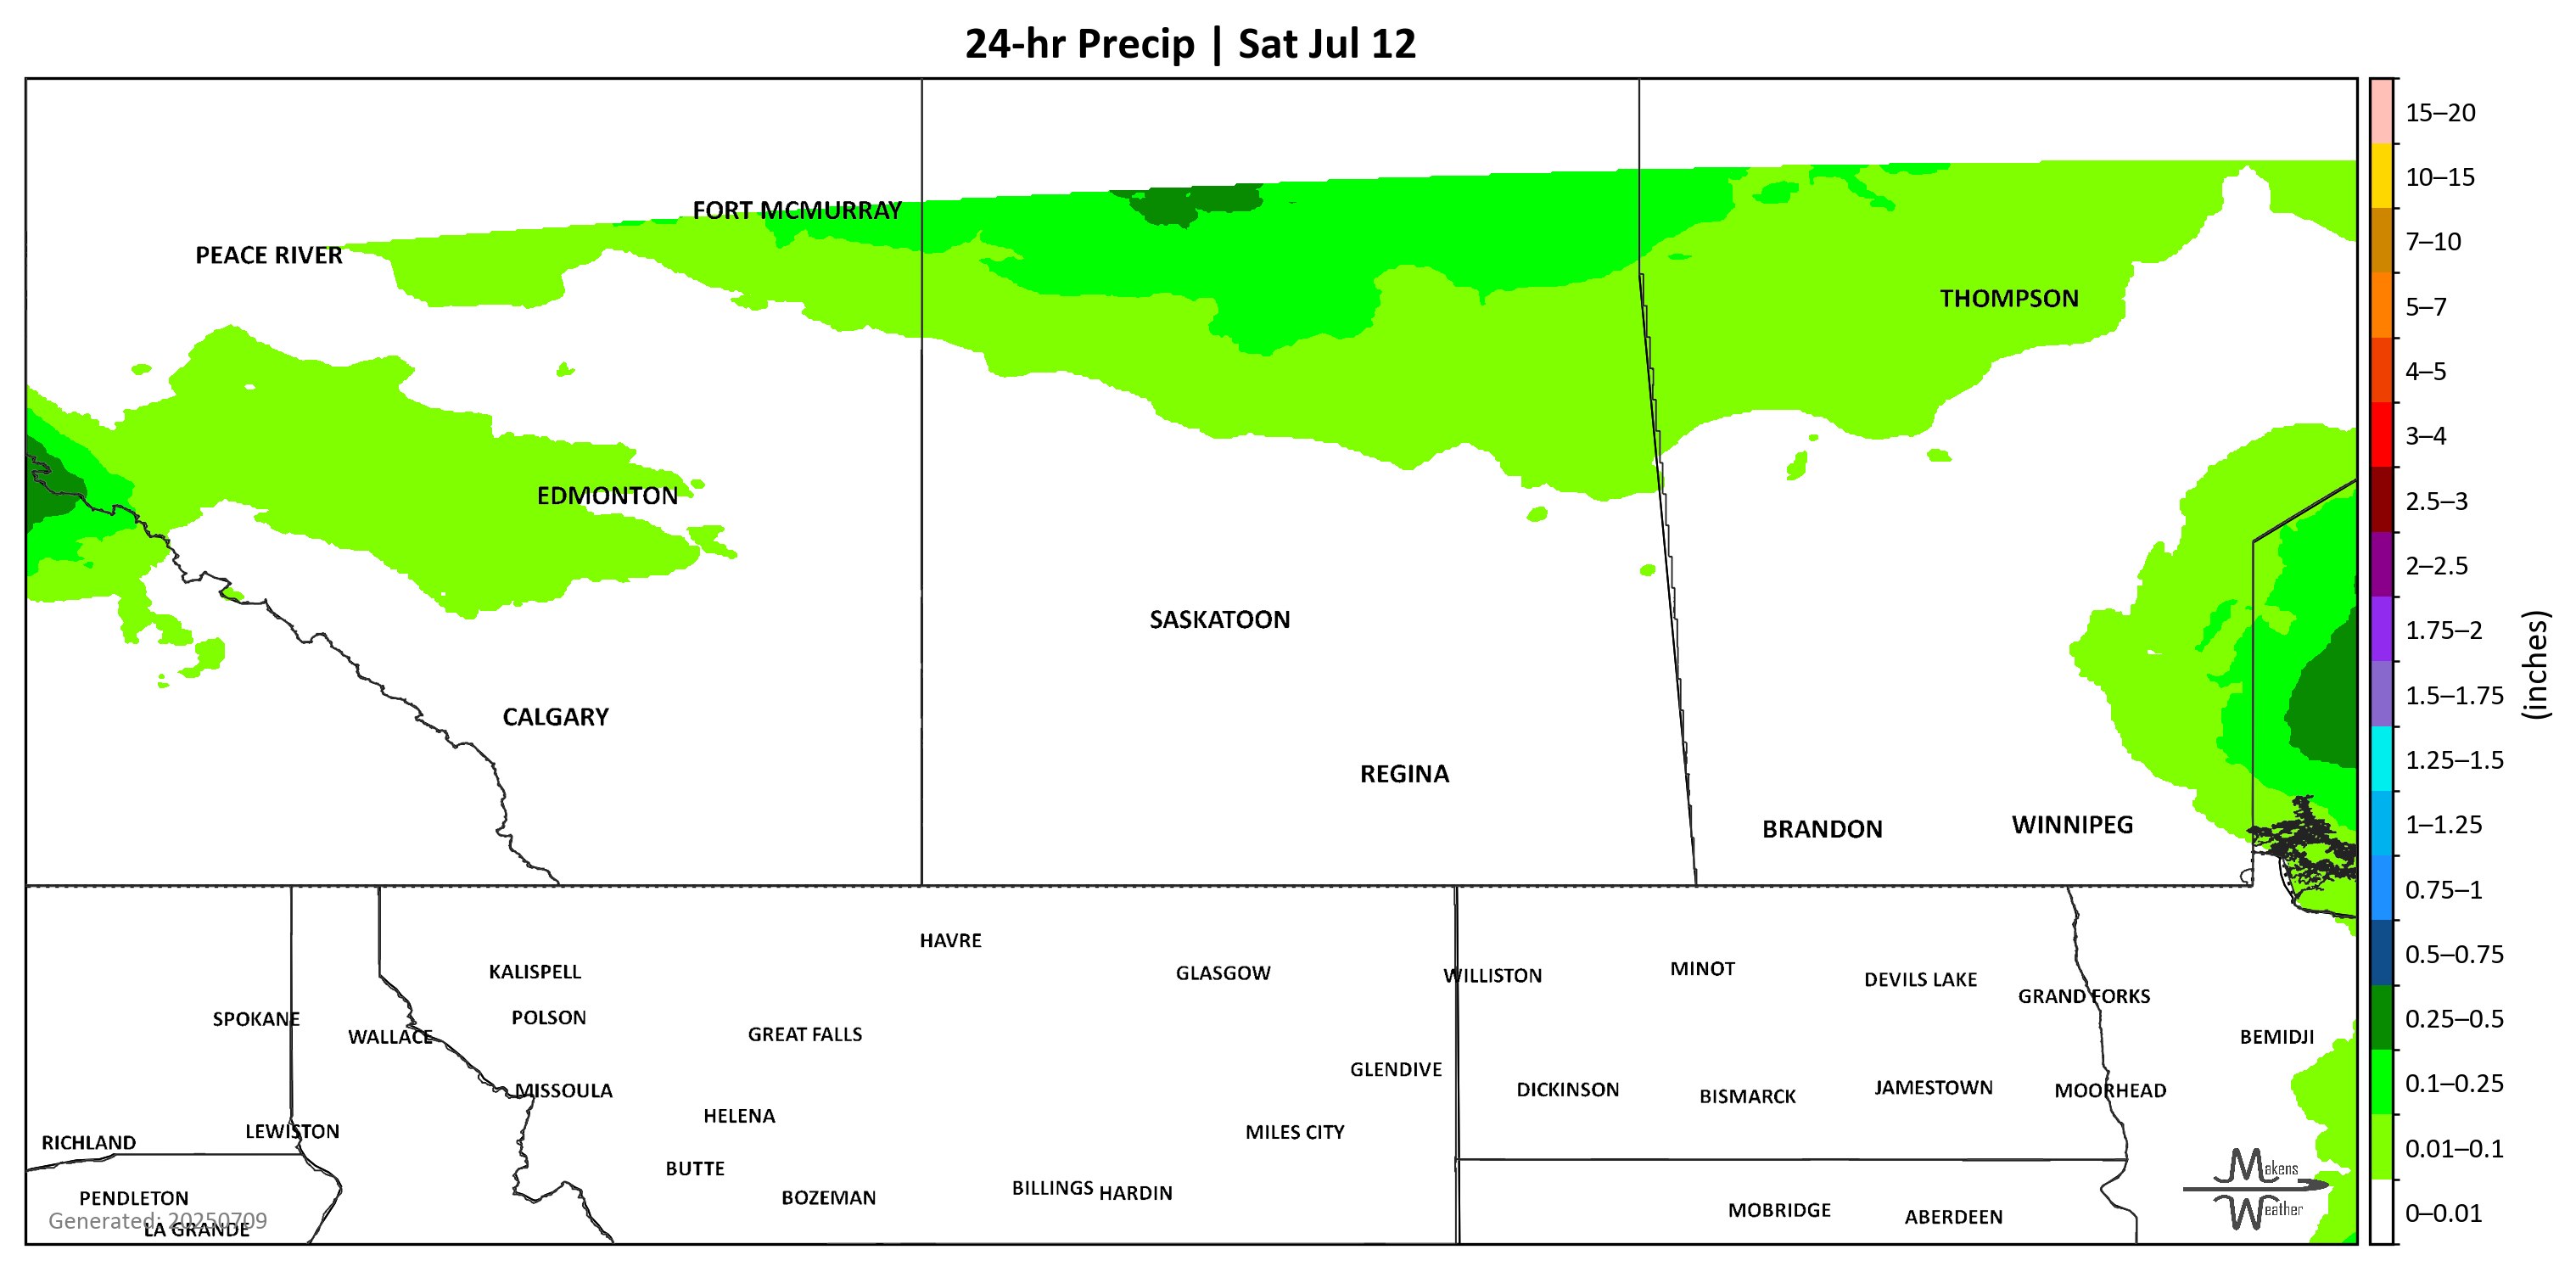 24-hr Precip | Sat Jul 12
FORT MCMURRAY
PEACE RIVER
THOMPSON
EDMONTON
SASKATOON
CALGARY
REGINA
BRANDON
WINNIPEG
HAVRE
KALISPELL
GLASGOW
WILLISTON
MINOT
DEVILS LAKE
GRAND FORKS
SPOKANE
POLSON
WALLACE
GREAT FALLS
BEMIDJI
GLENDIVE
MISSOULA
DICKINSON
BISMARCK
JAMESTOWN
MOORHEAD
HELENA
LEWISTON
MILES CITY
RICHLAND
BUTTE
BILLINGS
HARDIN
PENDLETON
BOZEMAN
MOBRIDGE
ABERDEEN
Generated: 20250709
LA GRANDE
Makens
Weather
15–20
10–15
7–10
5–7
4–5
3–4
2.5–3
2–2.5
1.75–2
1.5–1.75
1.25–1.5
1–1.25
0.75–1
0.5–0.75
0.25–0.5
0.1–0.25
0.01–0.1
0–0.01
(inches)